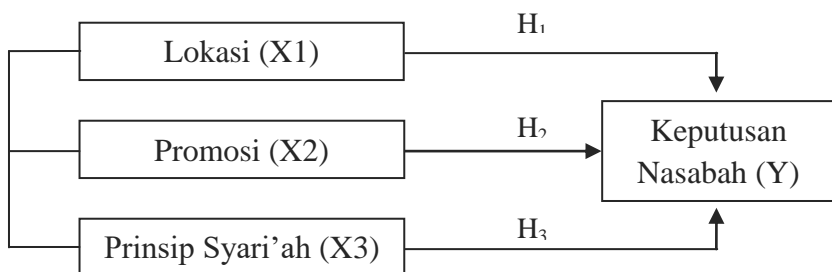 H₁
Lokasi (X1)
H₂
Promosi (X2)
Keputusan
Nasabah (Y)
H₃
Prinsip Syari’ah (X3)